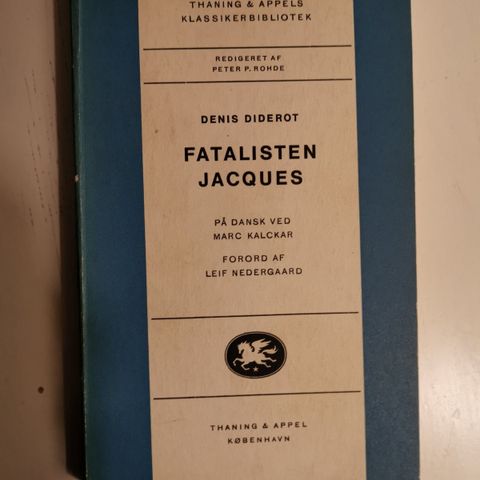 THANING & APPELS
KLASSIKERBIBLIOTEK
REDIGERET AF
PETER P. ROHDE
DENIS DIDEROT
FATALISTEN
JACQUES
PÅ DANSK VED
MARC KALCKAR
FORORD AF
LEIF NEDERGAARD
THANING & APPEL
KØBENHAVN